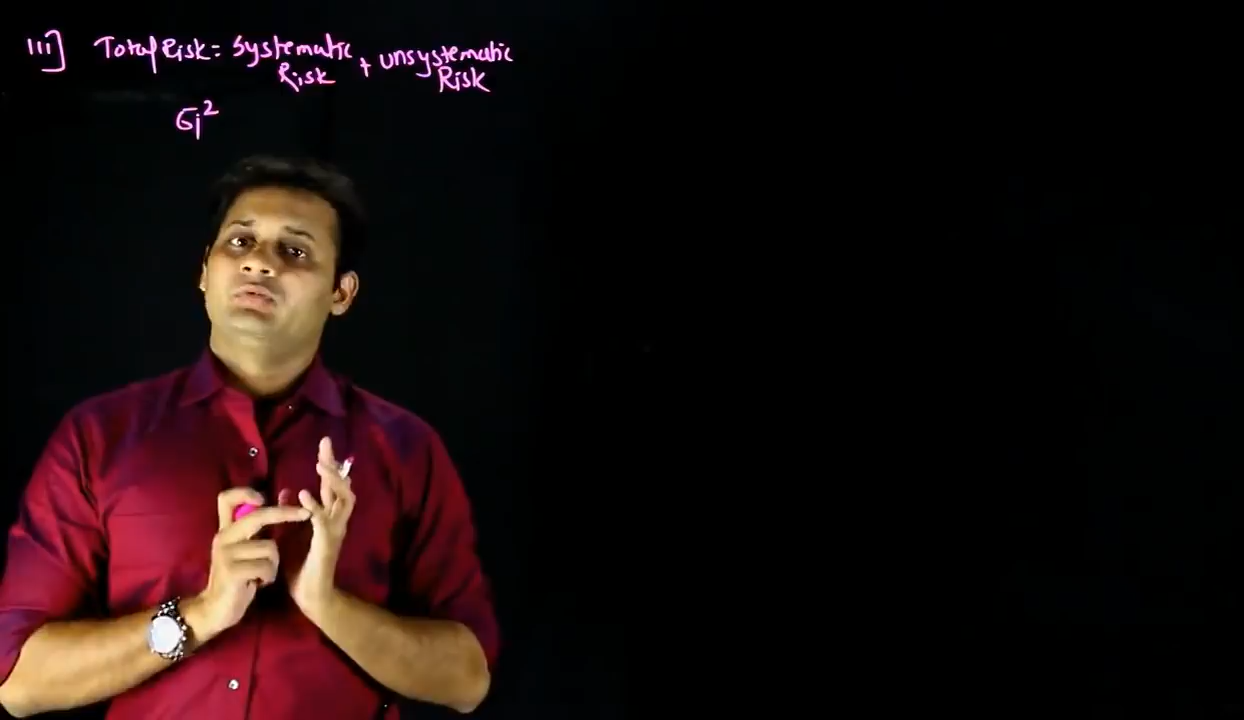 III] Total Risk = Systematic Risk + unsystematic Risk
σi²